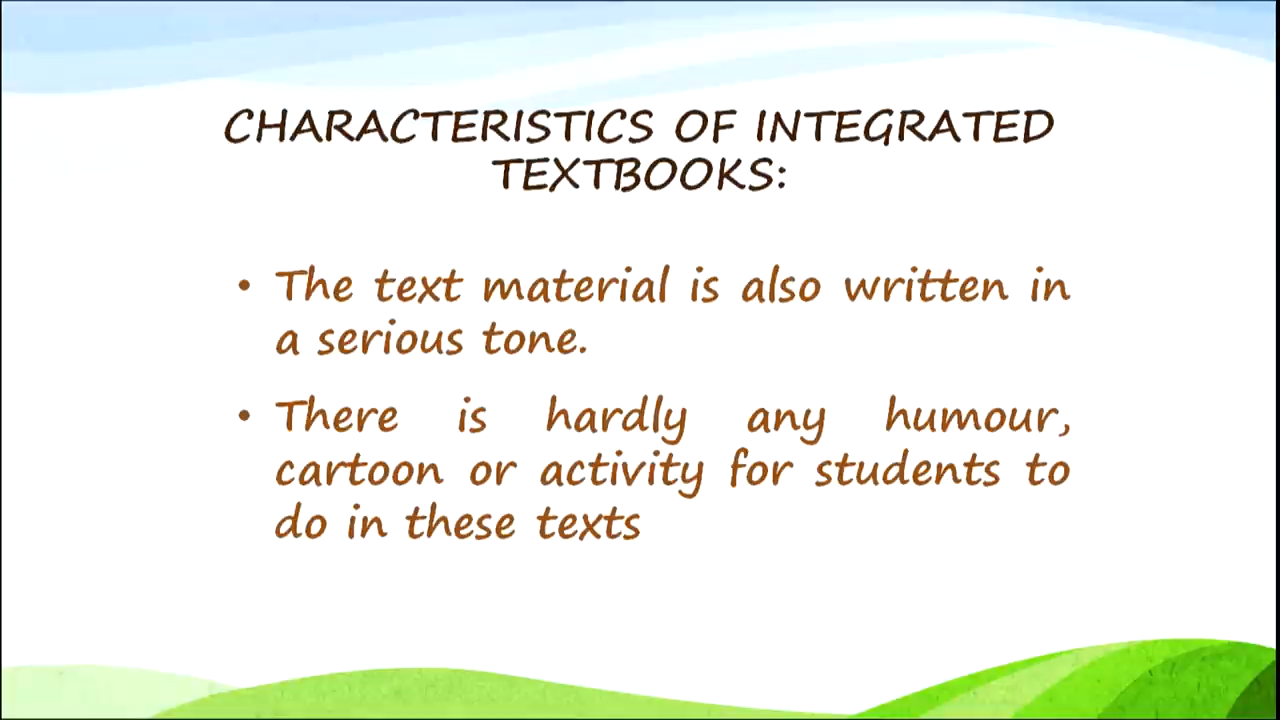 CHARACTERISTICS OF INTEGRATED
TEXTBOOKS:
• The text material is also written in
a serious tone.
• There is hardly any humour,
cartoon or activity for students to
do in these texts